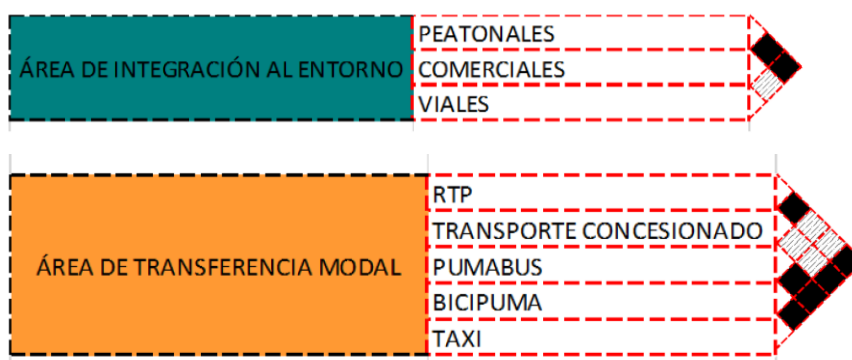 ÁREA DE INTEGRACIÓN AL ENTORNO
PEATONALES
COMERCIALES
VIALES
ÁREA DE TRANSFERENCIA MODAL
RTP
TRANSPORTE CONCESIONADO
PUMABUS
BICIPUMA
TAXI